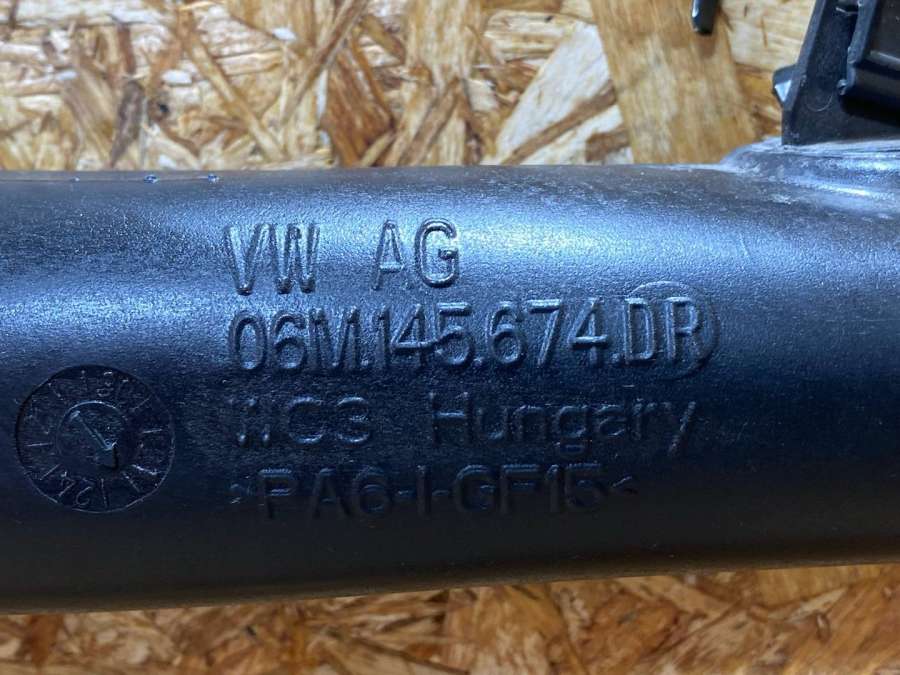 VW AG
06M.145.674.DR
WC3 Hungary
>PA6-I-GF15<